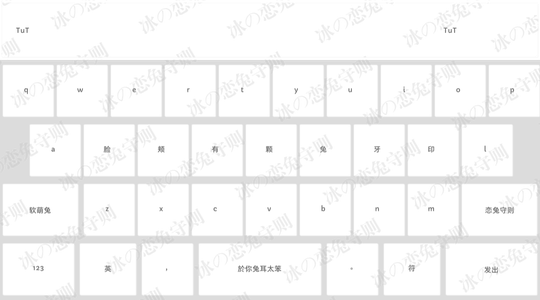 TuT TuT
q w e r t y u i o p
a 脸 颊 有 颗 兔 牙 印 l
软萌兔 z x c v b n m 恋兔守则
123 英 , 於你兔耳太笨 。 符 发出
冰の恋兔守则